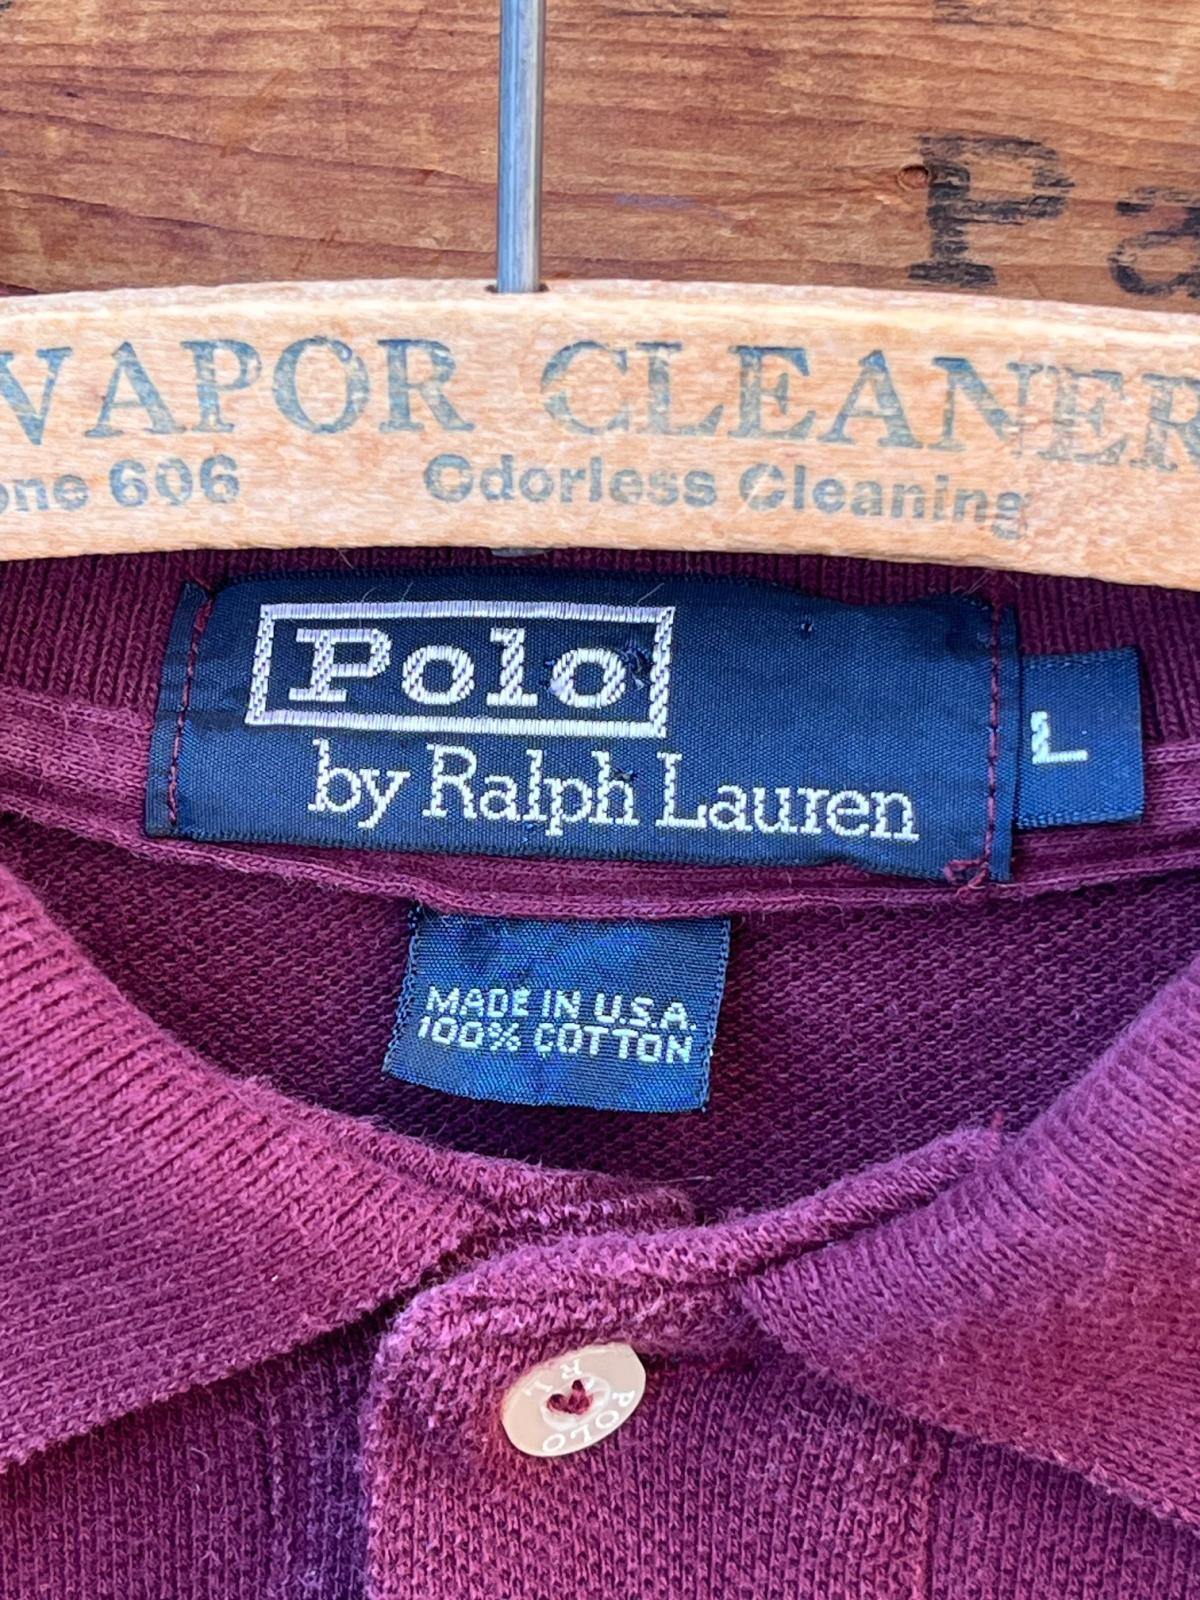 Pa
VAPOR CLEANER
one 606 Odorless Cleaning
Polo
by Ralph Lauren
L
MADE IN U.S.A.
100% COTTON
POLO
R L